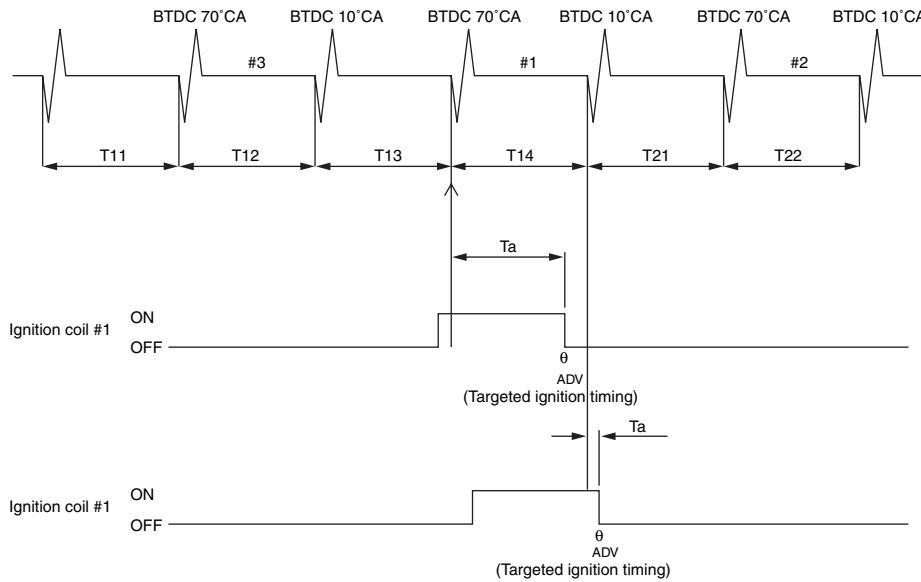 BTDC 70˚CA BTDC 10˚CA BTDC 70˚CA BTDC 10˚CA BTDC 70˚CA BTDC 10˚CA
#3 #1 #2
T11 T12 T13 T14 T21 T22
Ta
Ignition coil #1 ON
OFF
θ
ADV
(Targeted ignition timing)
Ta
Ignition coil #1 ON
OFF
θ
ADV
(Targeted ignition timing)